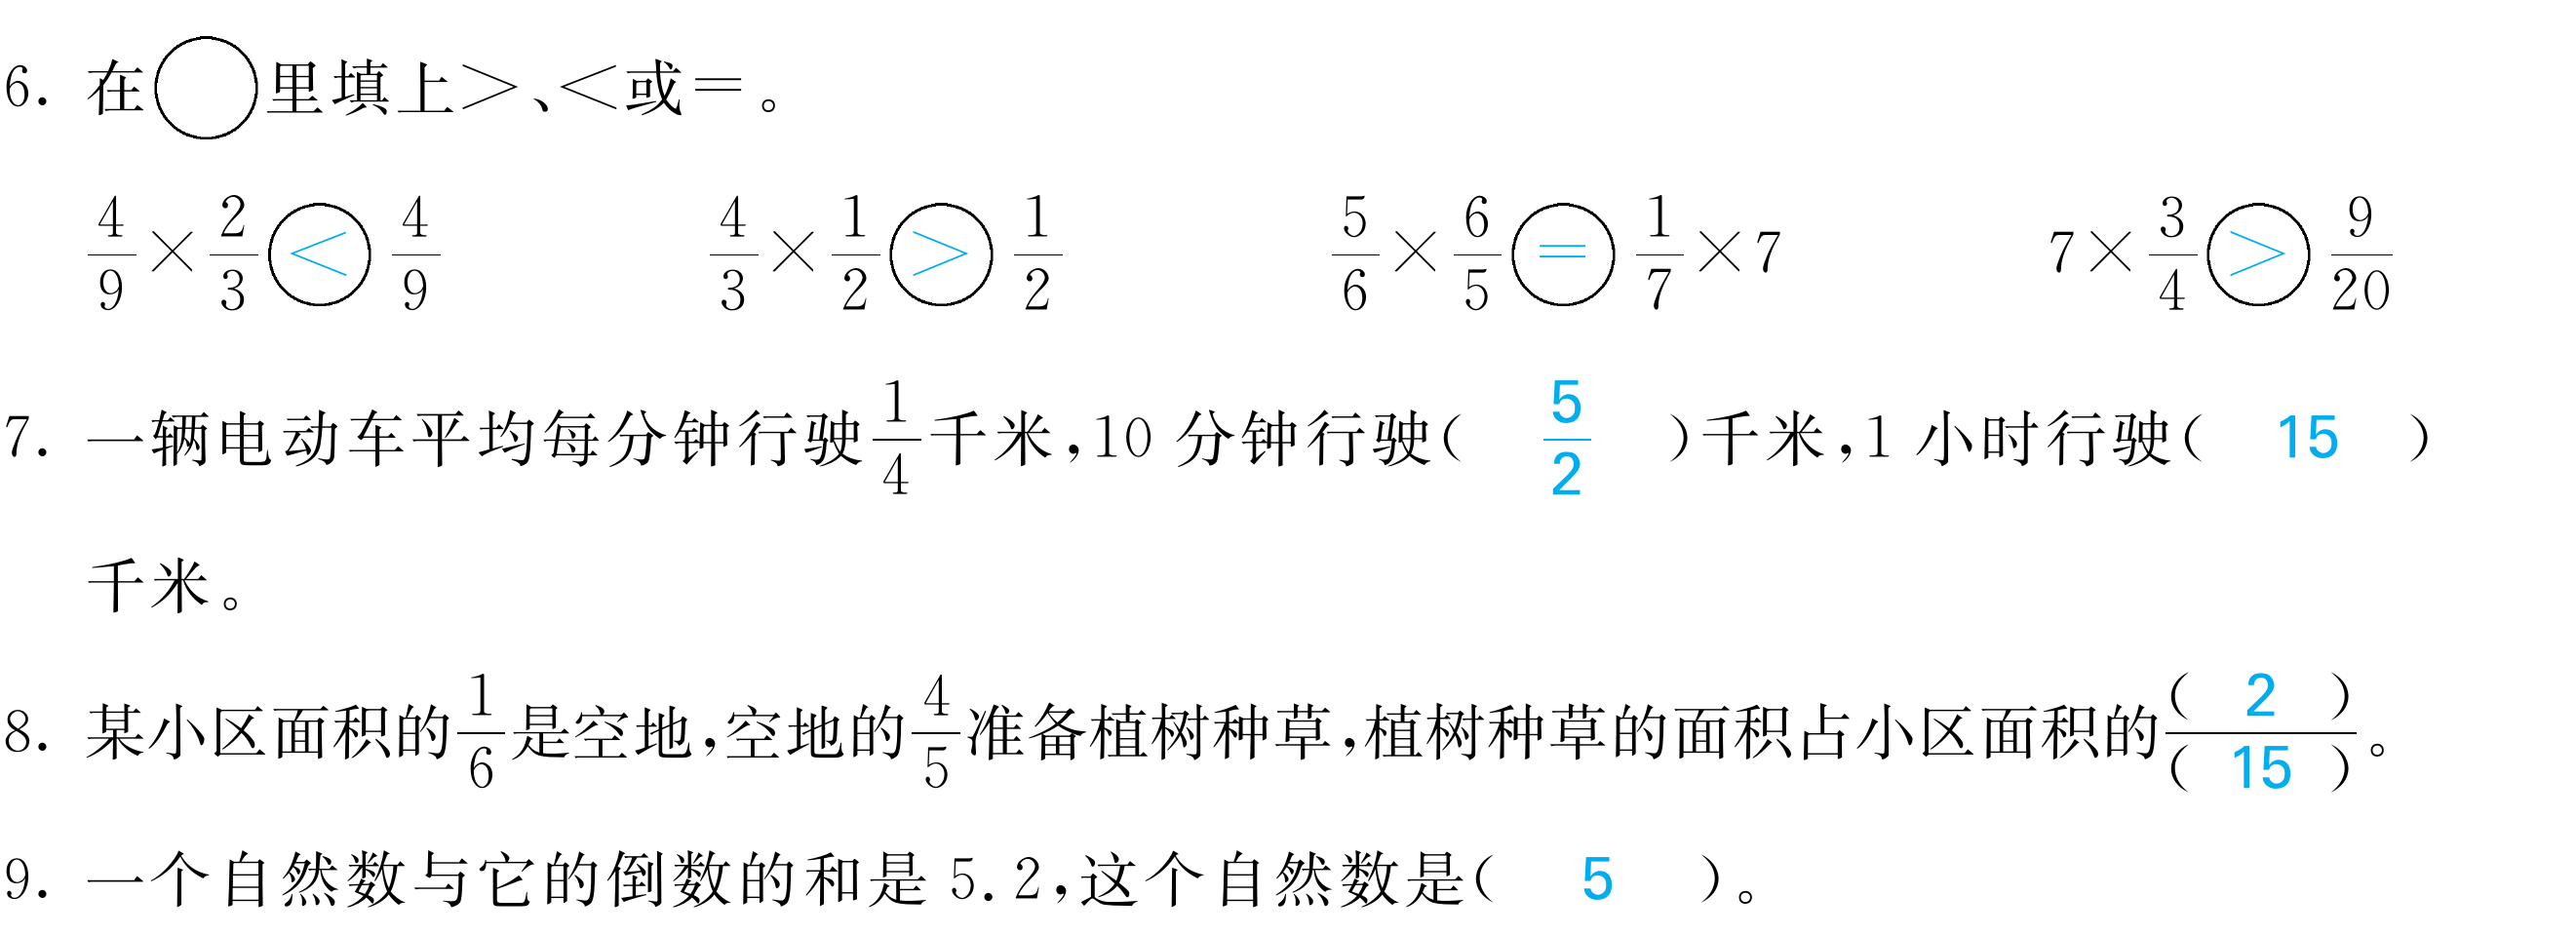 6. 在○里填上>、<或=。
4/9×2/3<4/9 4/3×1/2>1/2 5/6×6/5=1/7×7 7×3/4>9/20
7. 一辆电动车平均每分钟行驶1/4千米,10 分钟行驶( 5/2 )千米,1 小时行驶( 15 )
千米。
8. 某小区面积的1/6是空地,空地的4/5准备植树种草,植树种草的面积占小区面积的( 2 )/( 15 )。
9. 一个自然数与它的倒数的和是 5.2,这个自然数是( 5 )。